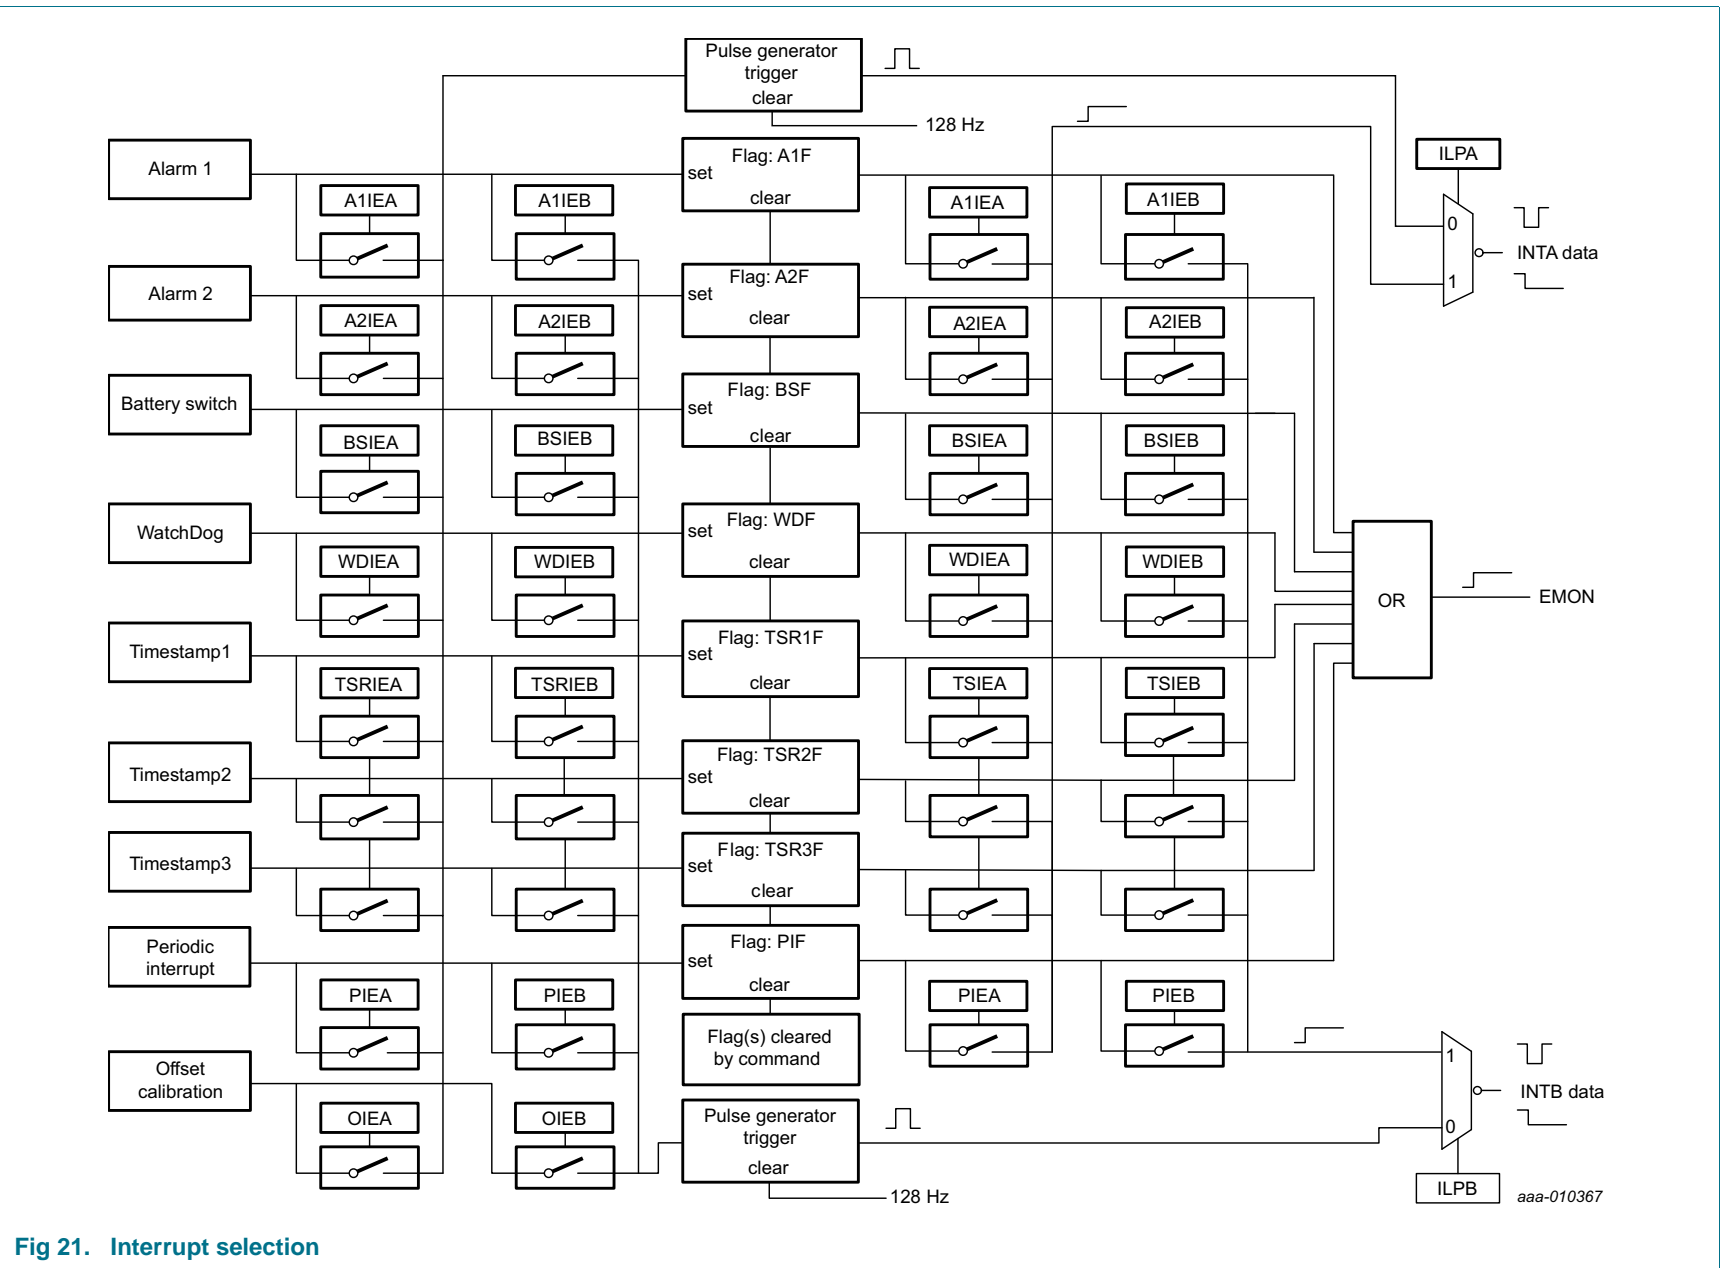 Pulse generator
trigger
clear
128 Hz
ILPA
Alarm 1
Flag: A1F
set
clear
A1IEA
A1IEB
A1IEA
A1IEB
0
INTA data
1
Alarm 2
Flag: A2F
set
clear
A2IEA
A2IEB
A2IEA
A2IEB
Battery switch
Flag: BSF
set
clear
BSIEA
BSIEB
BSIEA
BSIEB
WatchDog
Flag: WDF
set
clear
WDIEA
WDIEB
WDIEA
WDIEB
OR
EMON
Timestamp1
Flag: TSR1F
set
clear
TSRIEA
TSRIEB
TSIEA
TSIEB
Timestamp2
Flag: TSR2F
set
clear
Timestamp3
Flag: TSR3F
set
clear
Periodic
interrupt
Flag: PIF
set
clear
PIEA
PIEB
PIEA
PIEB
Flag(s) cleared
by command
1
INTB data
0
Offset
calibration
OIEA
OIEB
Pulse generator
trigger
clear
128 Hz
ILPB
aaa-010367
Fig 21. Interrupt selection